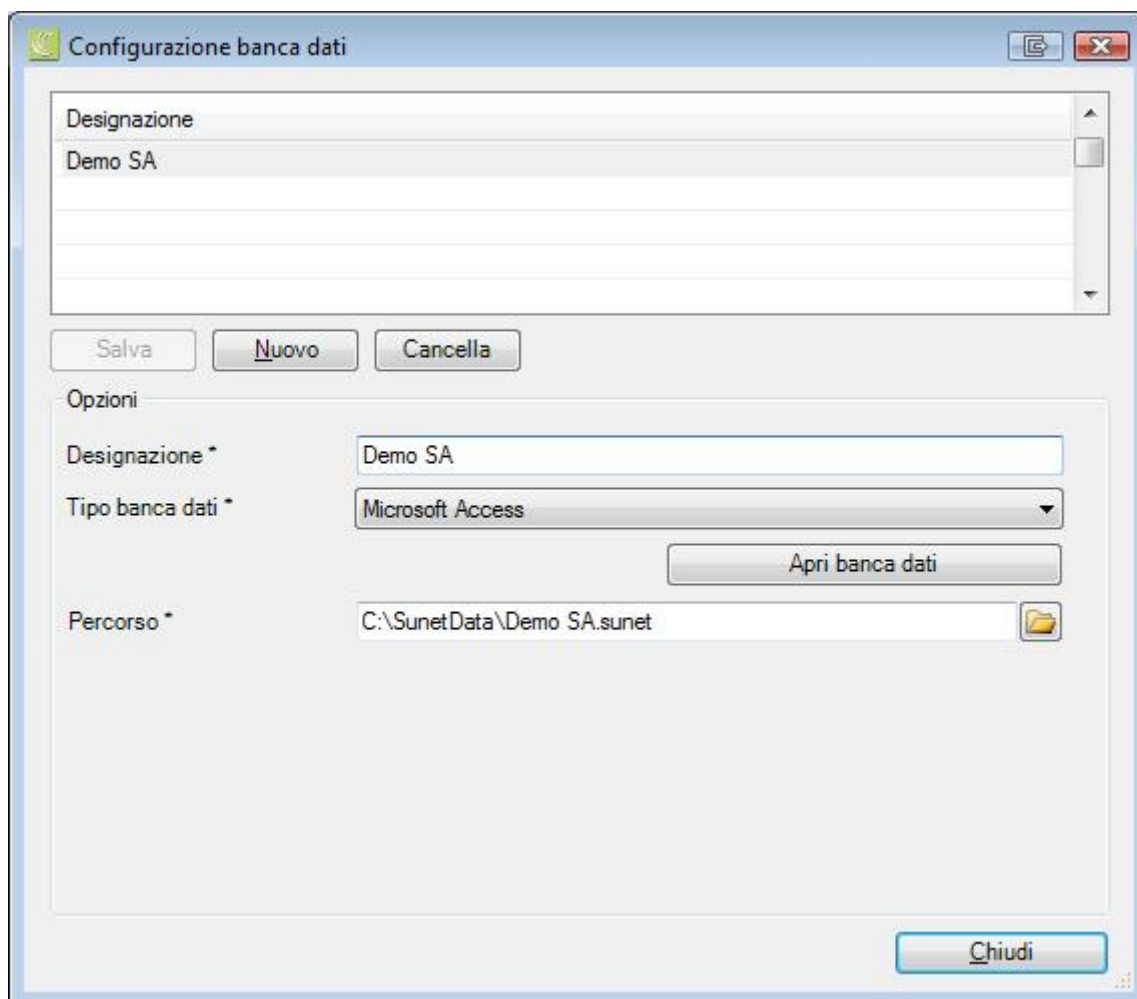 Configurazione banca dati
Designazione
Demo SA
Salva Nuovo Cancella
Opzioni
Designazione * Demo SA
Tipo banca dati * Microsoft Access
Apri banca dati
Percorso * C:\SunetData\Demo SA.sunet
Chiudi